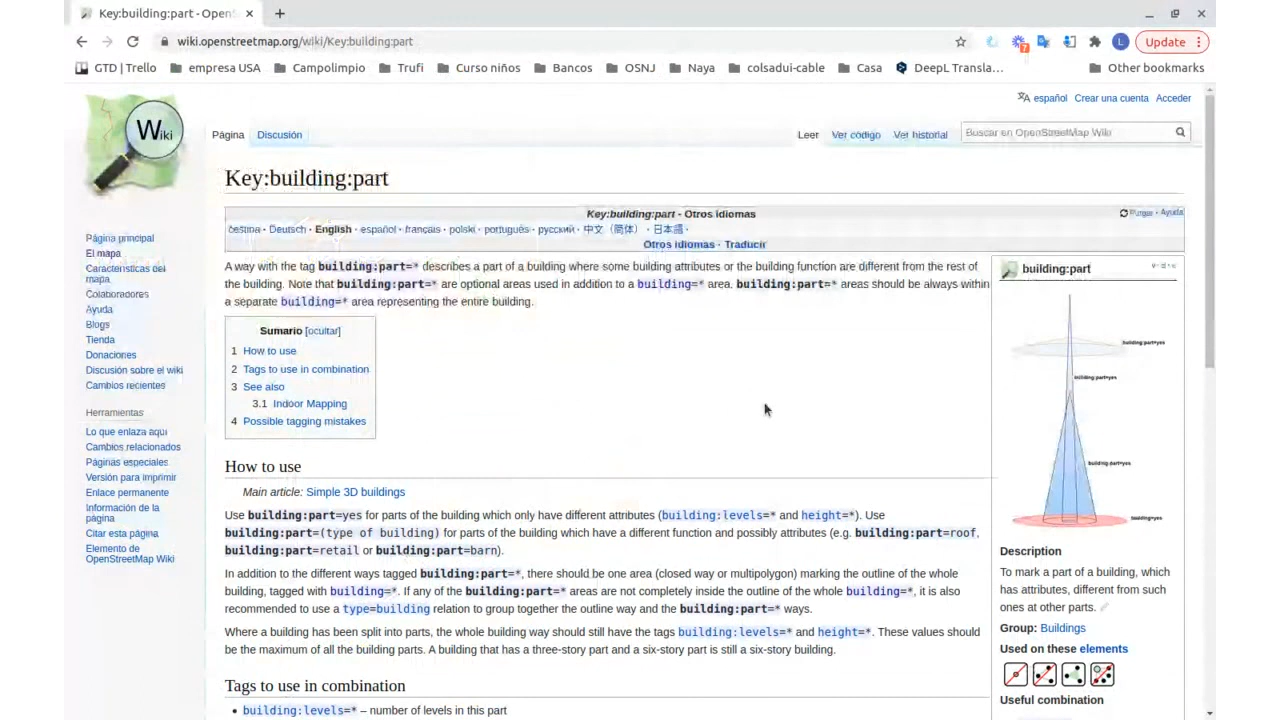 Key:building:part - OpenS
wiki.openstreetmap.org/wiki/Key:building:part
7
L
Update
GTD | Trello
empresa USA
Campolimpio
Trufi
Curso niños
Bancos
OSNJ
Naya
colsadui-cable
Casa
DeepL Transla…
Other bookmarks
español Crear una cuenta Acceder
Wiki
Página Discusión
Leer Ver código Ver historial
Buscar en OpenStreetMap Wiki
Página principal
El mapa
Características del
mapa
Colaboradores
Ayuda
Blogs
Tienda
Donaciones
Discusión sobre el wiki
Cambios recientes
Herramientas
Lo que enlaza aquí
Cambios relacionados
Páginas especiales
Versión para imprimir
Enlace permanente
Información de la
página
Citar esta página
Elemento de
OpenStreetMap Wiki
Key:building:part
Key:building:part - Otros idiomas
Purgar - Ayuda
čeština · Deutsch · English · español · français · polski · português · русский · 中文（简体） · 日本語 ·
Otros idiomas · Traducir
A way with the tag building:part=* describes a part of a building where some building attributes or the building function are different from the rest of
the building. Note that building:part=* are optional areas used in addition to a building=* area. building:part=* areas should be always within
a separate building=* area representing the entire building.
Sumario [ocultar]
1 How to use
2 Tags to use in combination
3 See also
3.1 Indoor Mapping
4 Possible tagging mistakes
How to use
Main article: Simple 3D buildings
Use building:part=yes for parts of the building which only have different attributes (building:levels=* and height=*). Use
building:part=(type of building) for parts of the building which have a different function and possibly attributes (e.g. building:part=roof,
building:part=retail or building:part=barn).
In addition to the different ways tagged building:part=*, there should be one area (closed way or multipolygon) marking the outline of the whole
building, tagged with building=*. If any of the building:part=* areas are not completely inside the outline of the whole building=*, it is also
recommended to use a type=building relation to group together the outline way and the building:part=* ways.
Where a building has been split into parts, the whole building way should still have the tags building:levels=* and height=*. These values should
be the maximum of all the building parts. A building that has a three-story part and a six-story part is still a six-story building.
Tags to use in combination
• building:levels=* – number of levels in this part
building:part
v · d · e
building:part=yes
building:part=yes
building:part=yes
building=yes
Description
To mark a part of a building, which
has attributes, different from such
ones at other parts.
Group: Buildings
Used on these elements
Useful combination